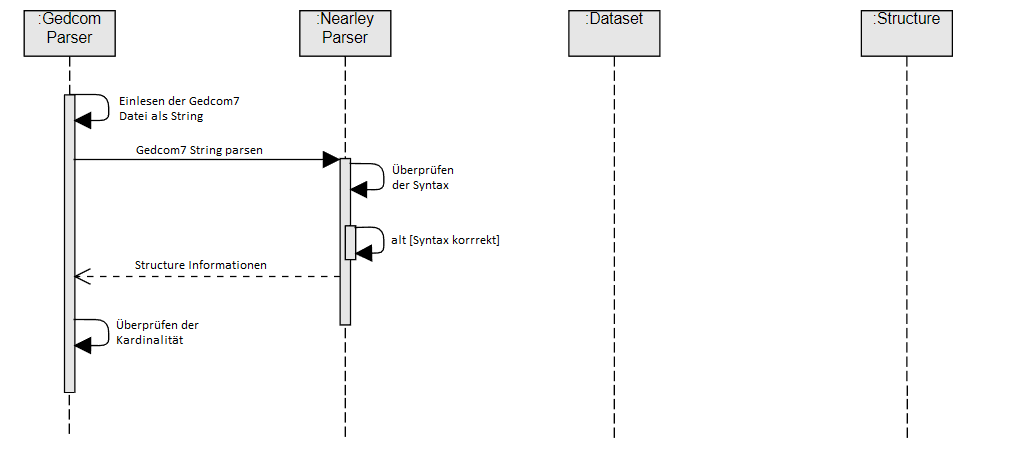 :Gedcom
Parser
:Nearley
Parser
:Dataset
:Structure
Einlesen der Gedcom7
Datei als String
Gedcom7 String parsen
Überprüfen
der Syntax
alt [Syntax korrrekt]
Structure Informationen
Überprüfen der
Kardinalität